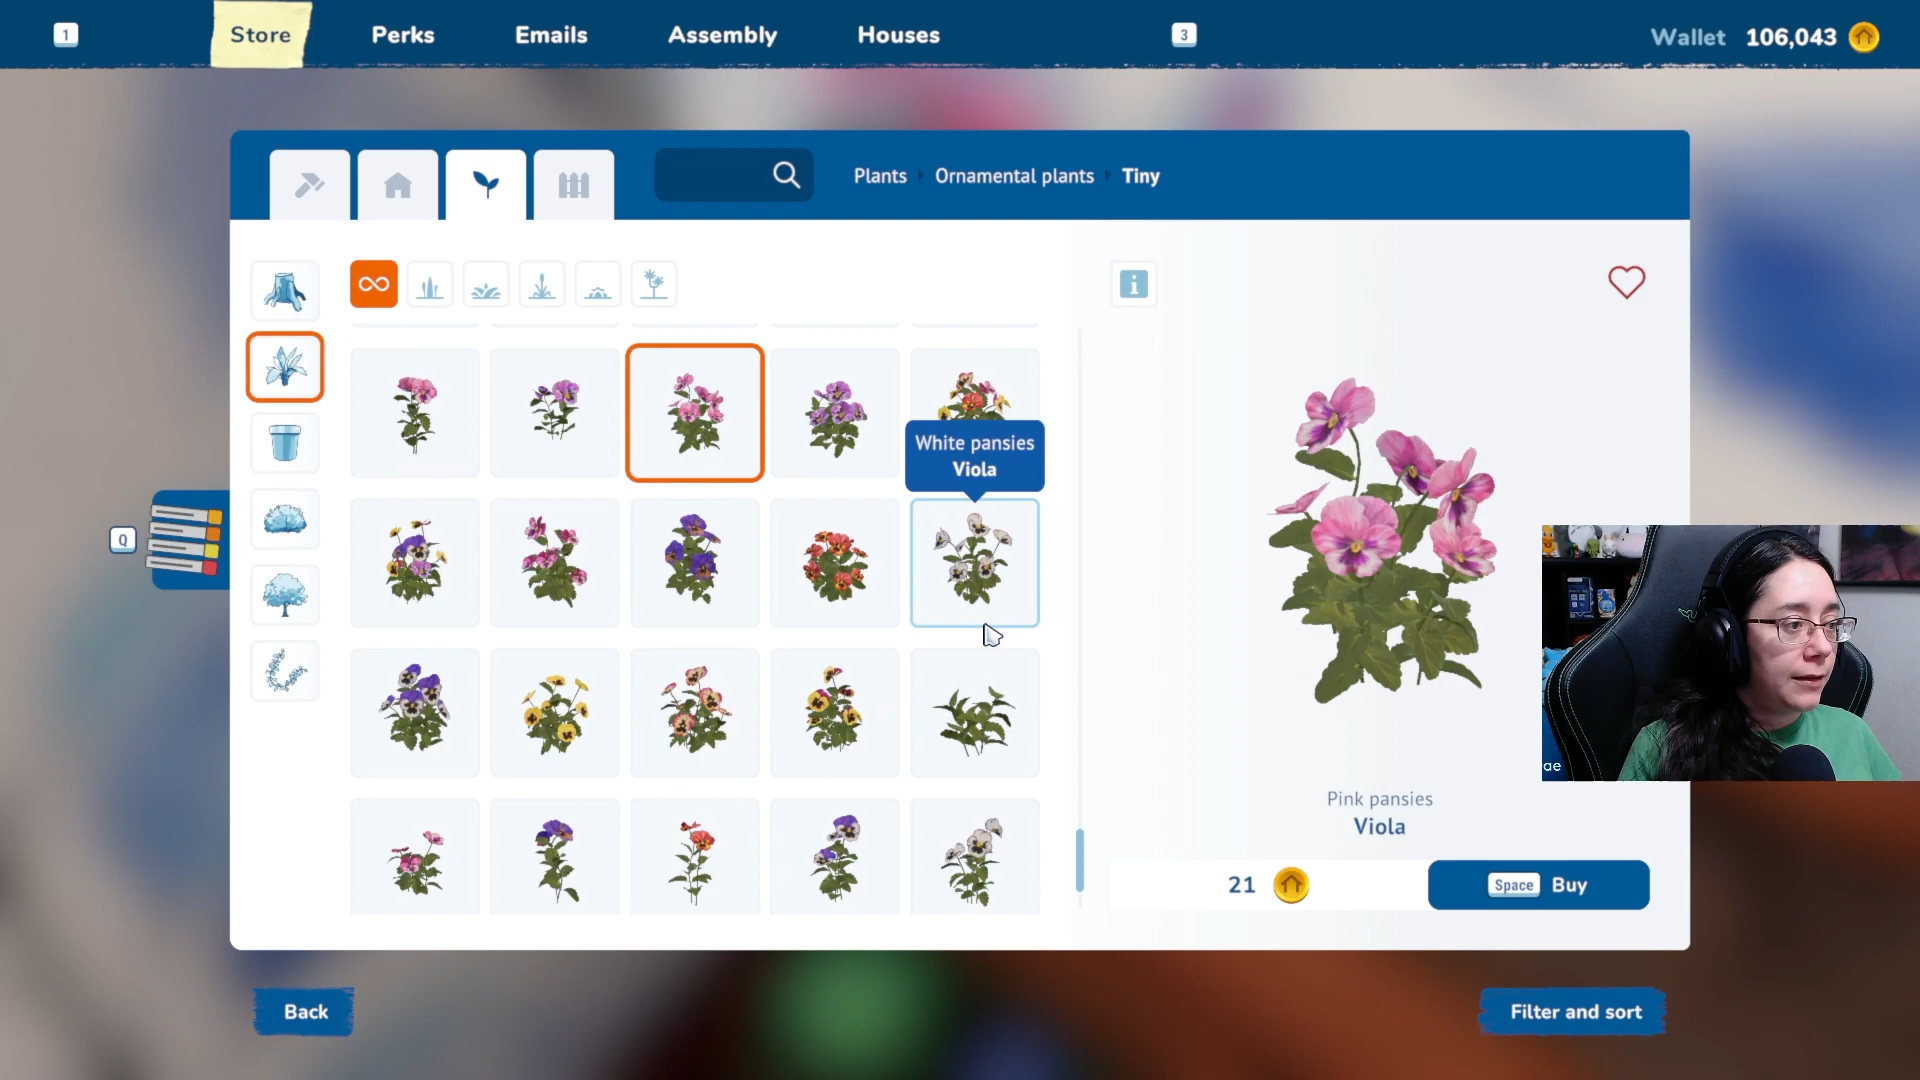 1
Store
Perks
Emails
Assembly
Houses
3
Wallet 106,043
Plants
Ornamental plants
Tiny
i
White pansies
Viola
Q
ae
Pink pansies
Viola
21
Space Buy
Back
Filter and sort